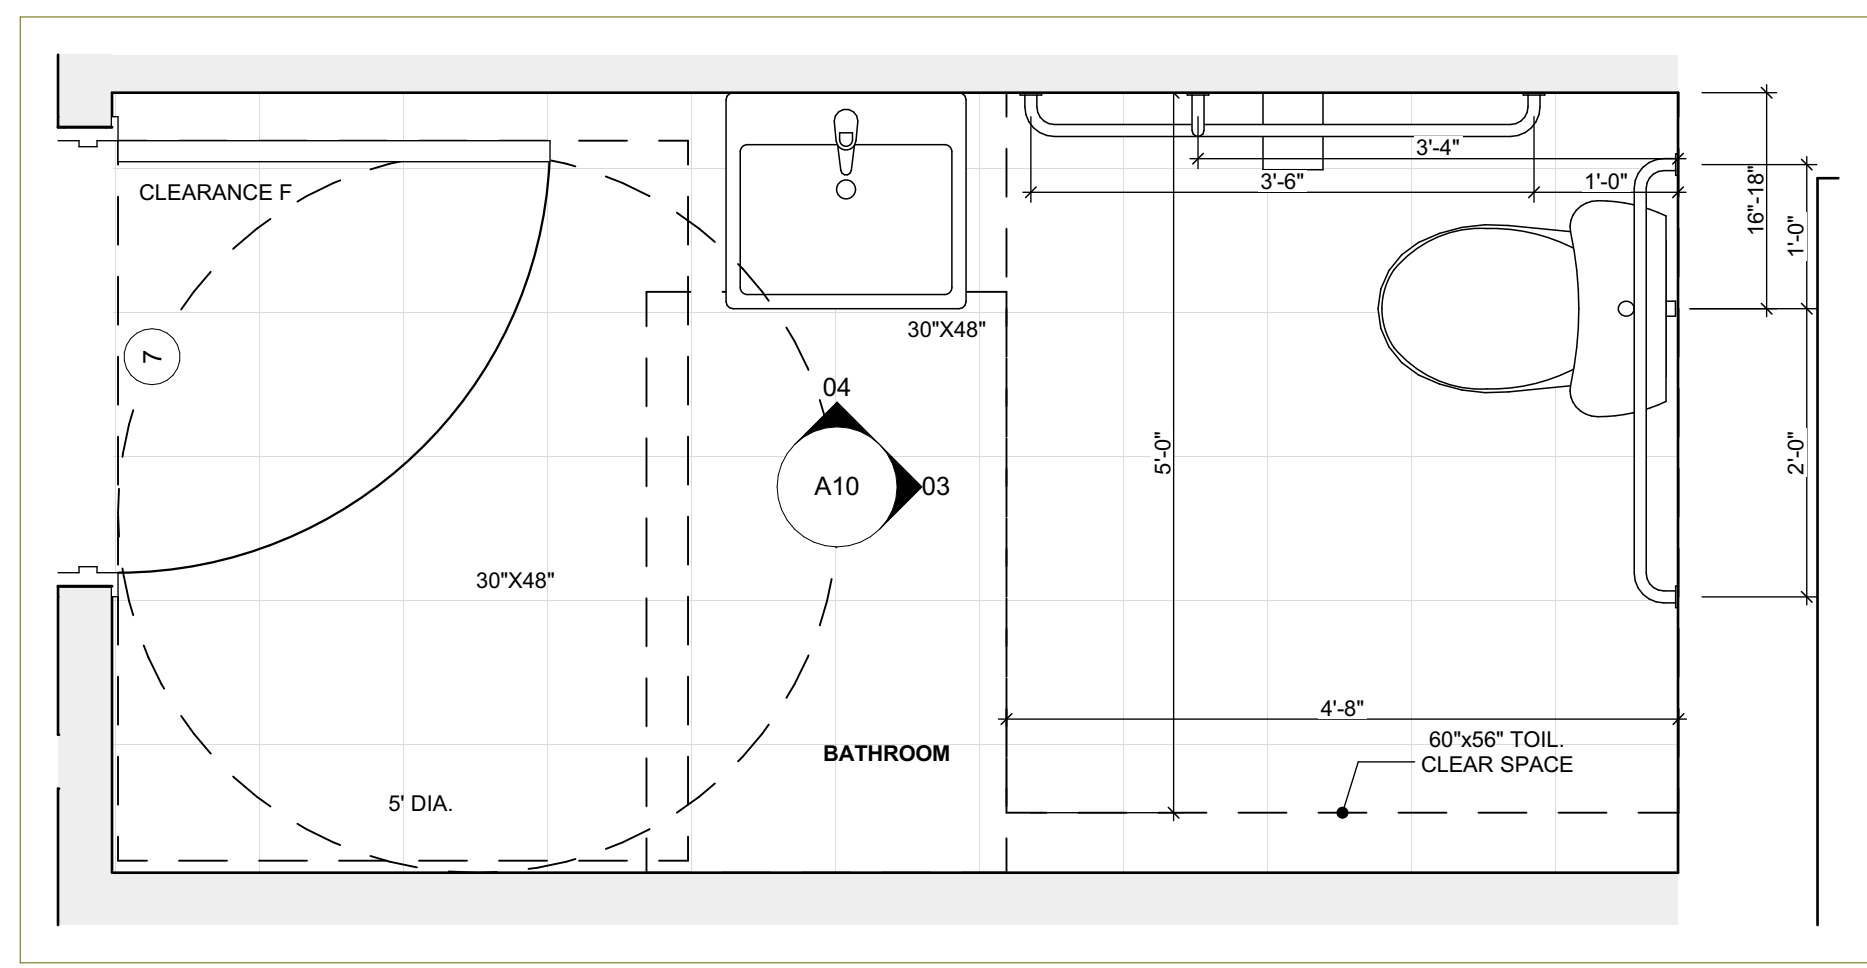 3'-4"
3'-6"
1'-0"
CLEARANCE F
16"-18"
1'-0"
30"X48"
7
04
A10
03
5'-0"
2'-0"
30"X48"
4'-8"
60"x56" TOIL.
CLEAR SPACE
BATHROOM
5' DIA.